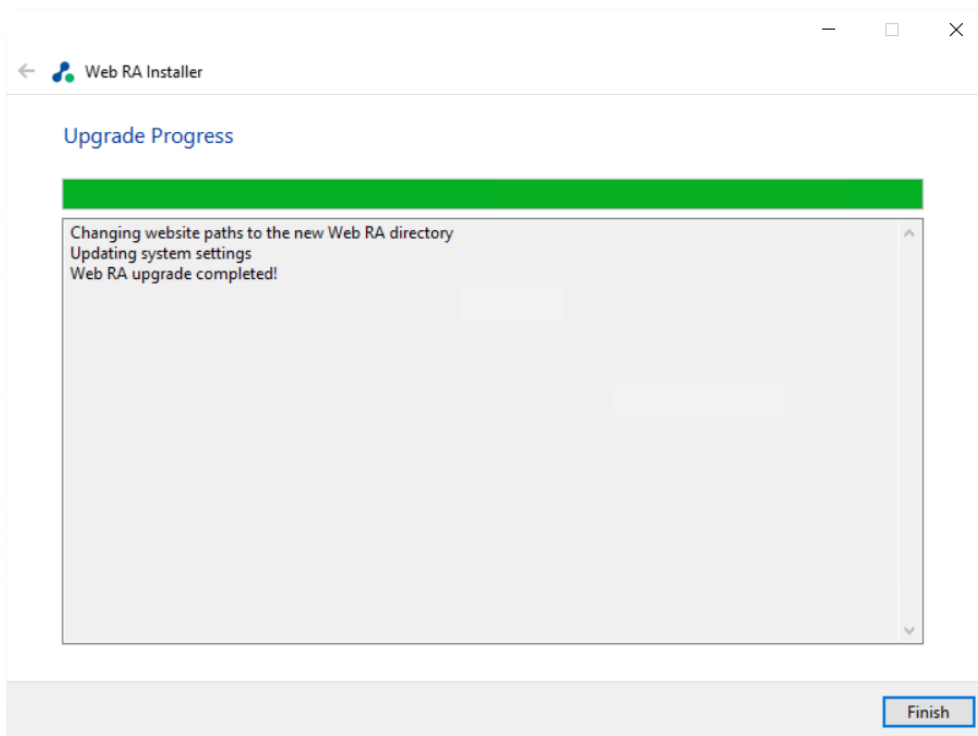 Web RA Installer
Upgrade Progress
Changing website paths to the new Web RA directory
Updating system settings
Web RA upgrade completed!
Finish